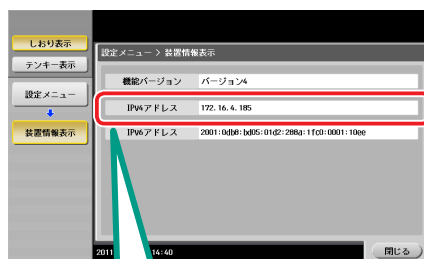 しおり表示
テンキー表示
設定メニュー
装置情報表示
設定メニュー > 装置情報表示
機能バージョン バージョン4
IPV4アドレス 172.16.4.185
IPV6アドレス 2001:0db8:bd05:01d2:288a:1fc0:0001:10ee
2011 14:40
閉じる